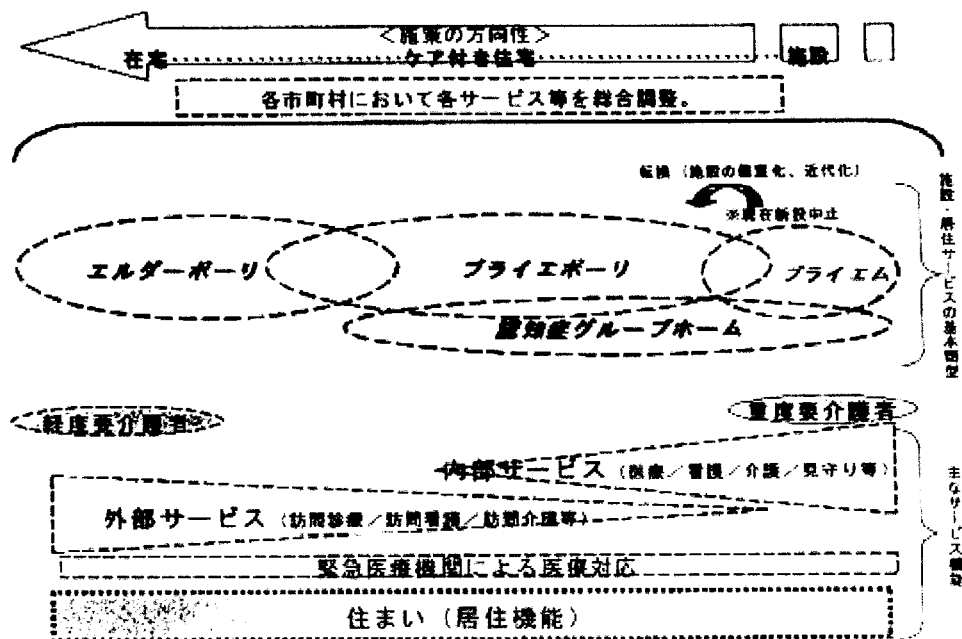 ＜施策の方向性＞
在宅 ケア付き住宅 施設
各市町村において各サービス等を総合調整。
転換（施設の個室化、近代化）
※現在新設中止
エルダーボーリ
プライエボーリ
プライエム
認知症グループホーム
施設・居住サービスの基本類型
軽度要介護者
重度要介護者
内部サービス（医療／看護／介護／見守り等）
外部サービス（訪問診療／訪問看護／訪問介護等）
緊急医療機関による医療対応
住まい（居住機能）
主なサービス機能